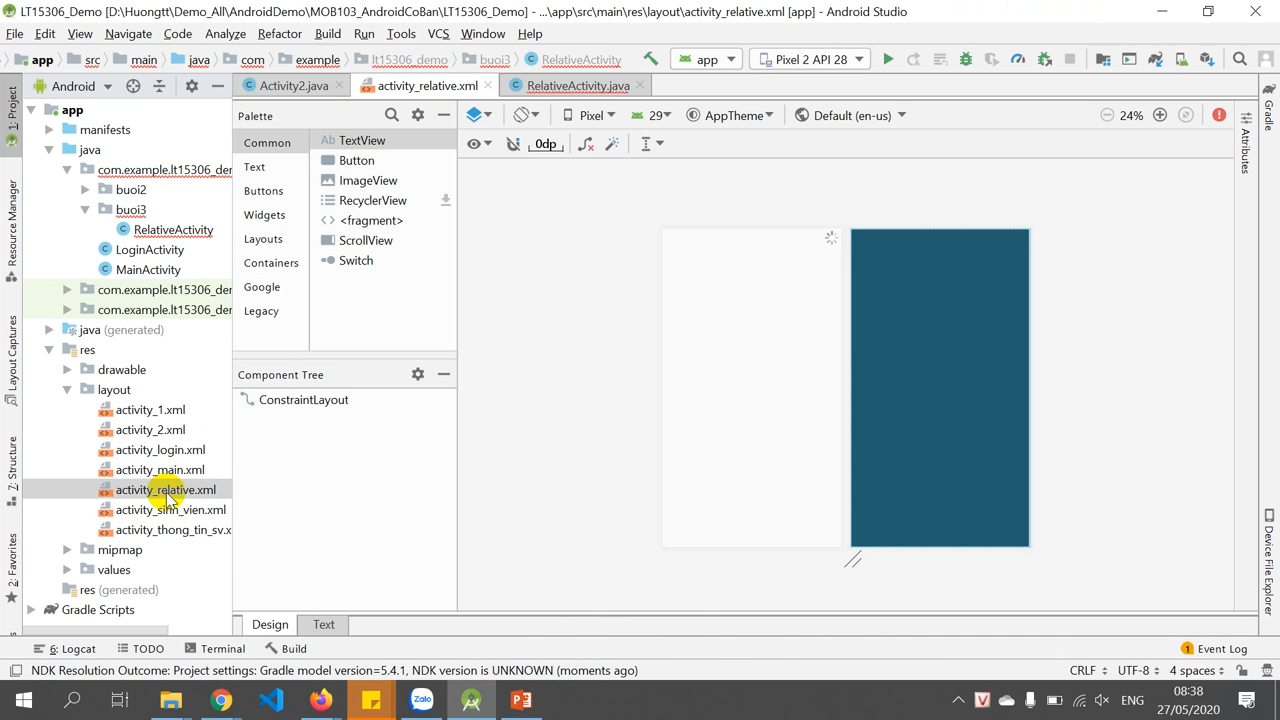 LT15306_Demo [D:\Huongtt\Demo_All\AndroidDemo\MOB103_AndroidCoBan\LT15306_Demo] - ...\app\src\main\res\layout\activity_relative.xml [app] - Android Studio
File Edit View Navigate Code Analyze Refactor Build Run Tools VCS Window Help
app src main java com example lt15306_demo buoi3 RelativeActivity app Pixel 2 API 28
Android Activity2.java activity_relative.xml RelativeActivity.java
1: Project
Resource Manager
Layout Captures
7: Structure
2: Favorites
app
manifests
java
com.example.lt15306_der
buoi2
buoi3
RelativeActivity
LoginActivity
MainActivity
com.example.lt15306_der
com.example.lt15306_der
java (generated)
res
drawable
layout
activity_1.xml
activity_2.xml
activity_login.xml
activity_main.xml
activity_relative.xml
activity_sinh_vien.xml
activity_thong_tin_sv.x
mipmap
values
res (generated)
Gradle Scripts
Palette
Common
Text
Buttons
Widgets
Layouts
Containers
Google
Legacy
Ab TextView
Button
ImageView
RecyclerView
<fragment>
ScrollView
Switch
Component Tree
ConstraintLayout
Pixel 29 AppTheme Default (en-us) 24%
0dp
Gradle
Attributes
Device File Explorer
Design Text
6: Logcat TODO Terminal Build 1 Event Log
NDK Resolution Outcome: Project settings: Gradle model version=5.4.1, NDK version is UNKNOWN (moments ago) CRLF UTF-8 4 spaces
Zalo V ENG 08:38
27/05/2020